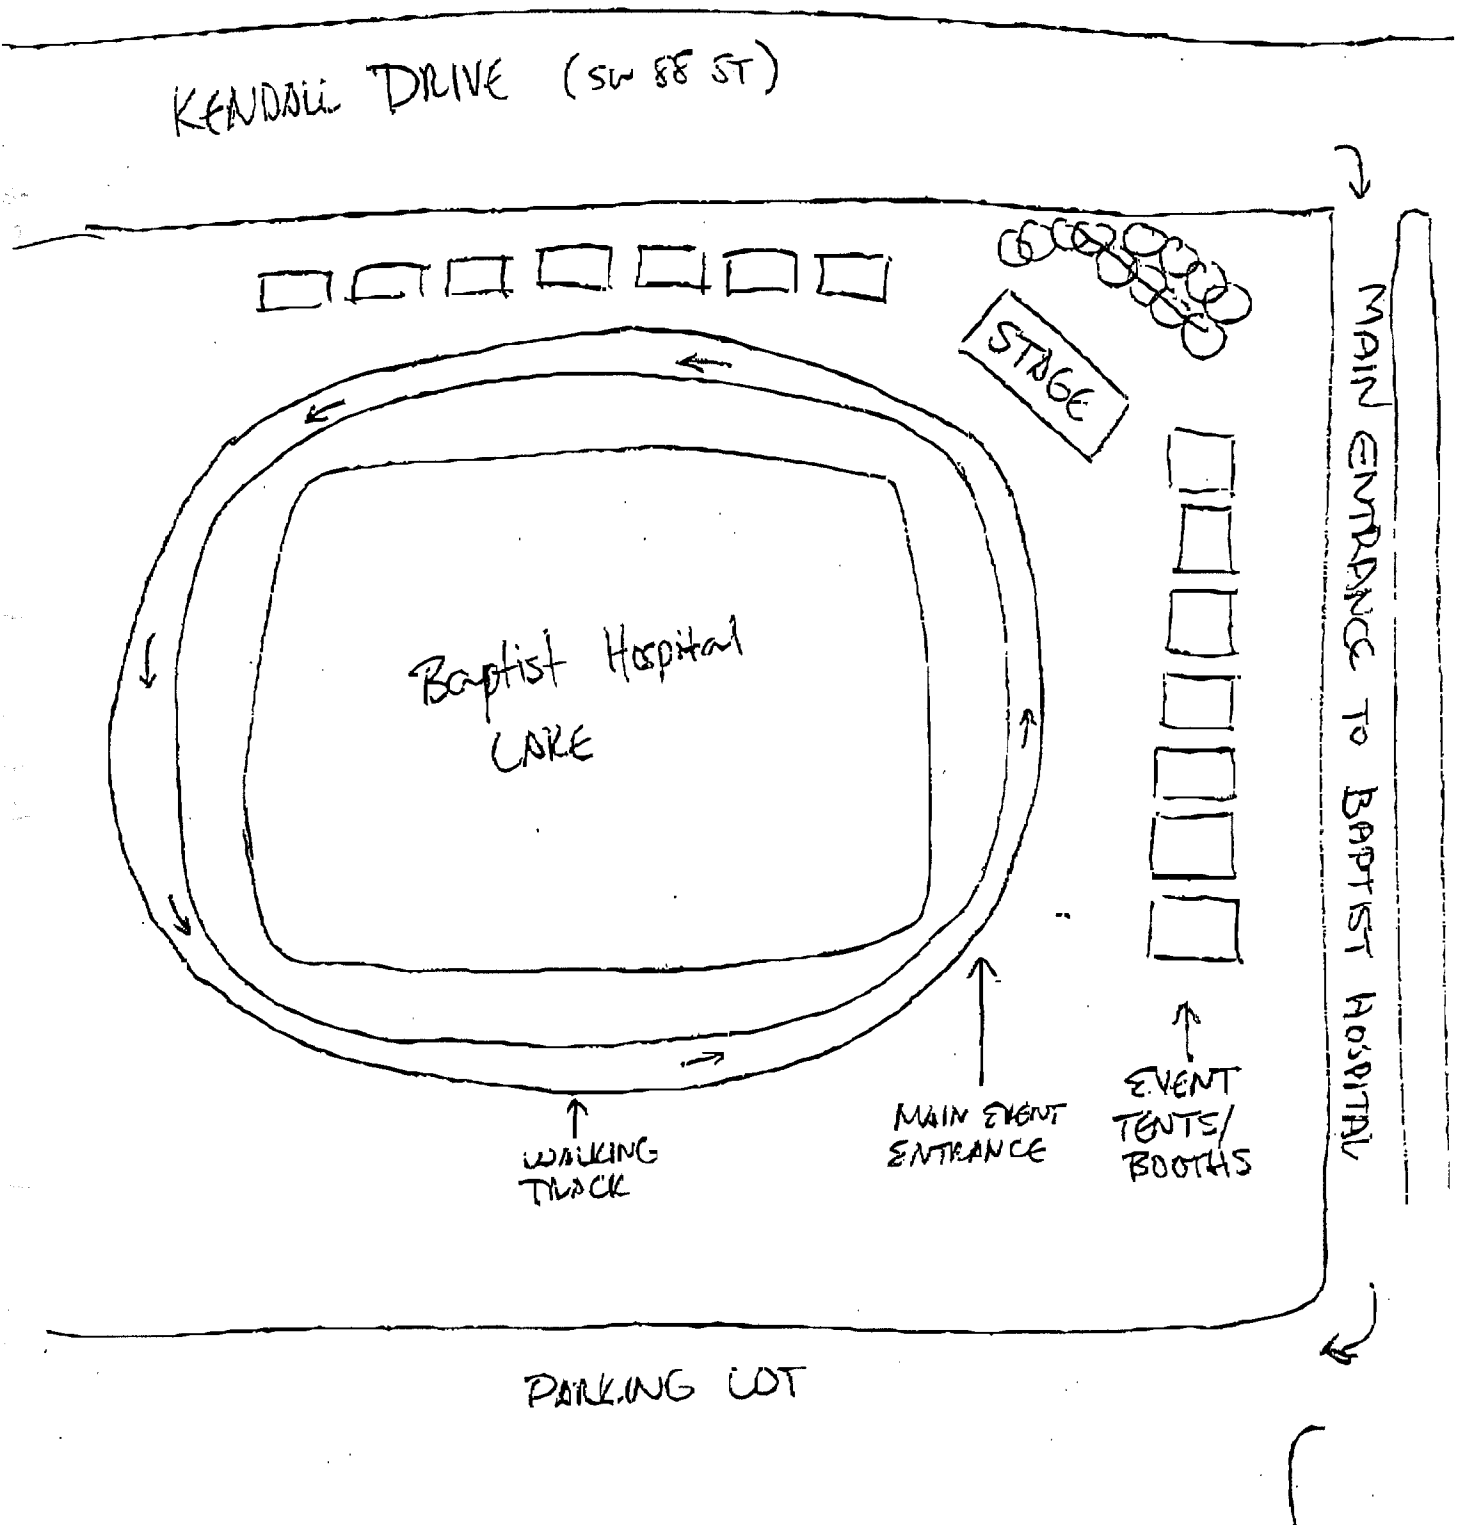 KENDALL DRIVE (SW 88 ST)
STAGE
MAIN ENTRANCE TO BAPTIST HOSPITAL
Baptist Hospital
LAKE
WALKING
TRACK
MAIN EVENT
ENTRANCE
EVENT
TENTS/
BOOTHS
PARKING LOT